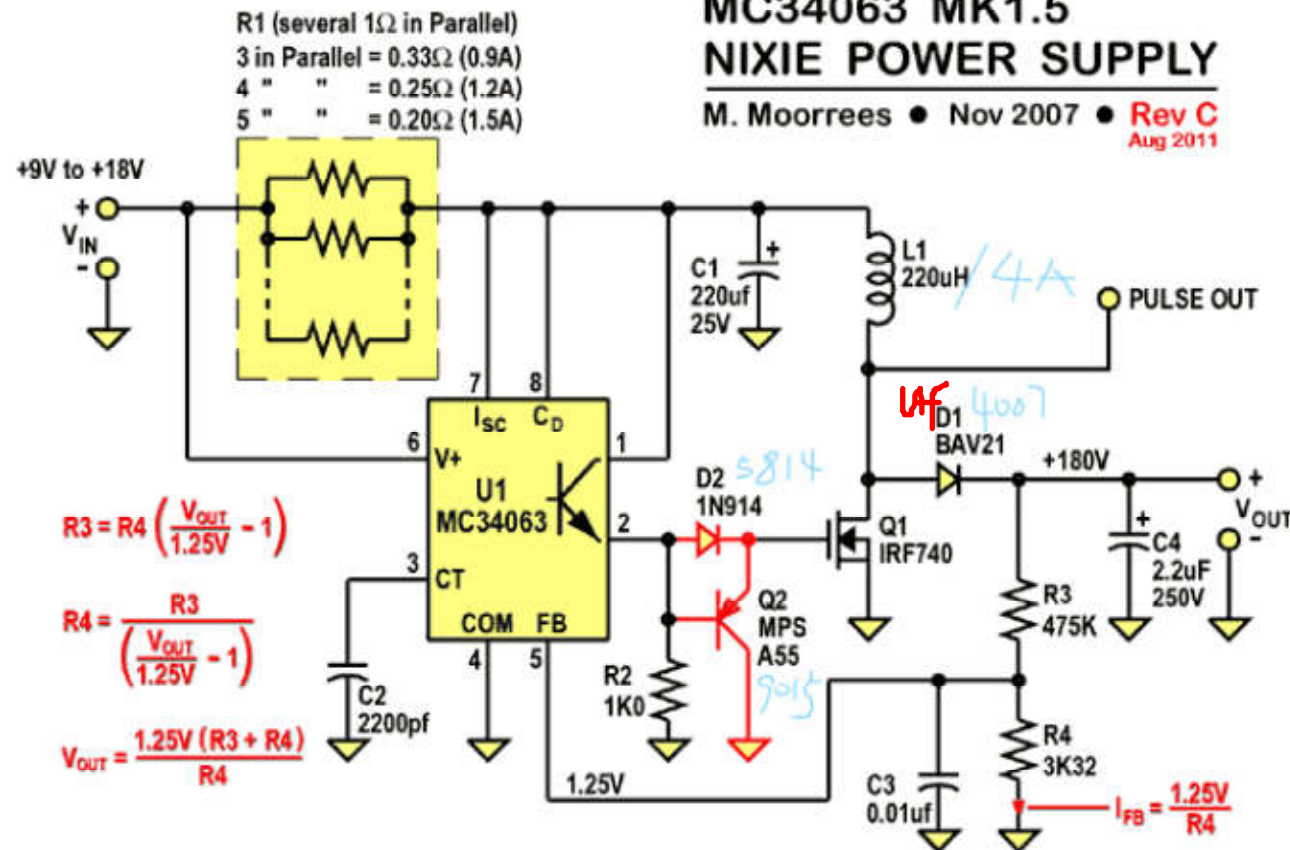 R1 (several 1Ω in Parallel)
3 in Parallel = 0.33Ω (0.9A)
4 " " = 0.25Ω (1.2A)
5 " " = 0.20Ω (1.5A)
MC34063 MK1.5
NIXIE POWER SUPPLY
M. Moorrees ● Nov 2007 ● Rev C
Aug 2011
+9V to +18V
+
VIN
-
C1
220uf
25V
+
L1
220uH
/4A
PULSE OUT
7
8
ISC
CD
6
V+
1
U1
MC34063
2
3
CT
COM
FB
4
5
D2
1N914
5814
D1
BAV21
4007
+180V
+
VOUT
-
Q1
IRF740
+
C4
2.2uF
250V
R3 = R4 (VOUT/1.25V - 1)
R4 = R3/(VOUT/1.25V - 1)
VOUT = 1.25V (R3 + R4)/R4
C2
2200pf
R2
1K0
Q2
MPS
A55
9015
R3
475K
1.25V
C3
0.01uf
R4
3K32
IFB = 1.25V/R4